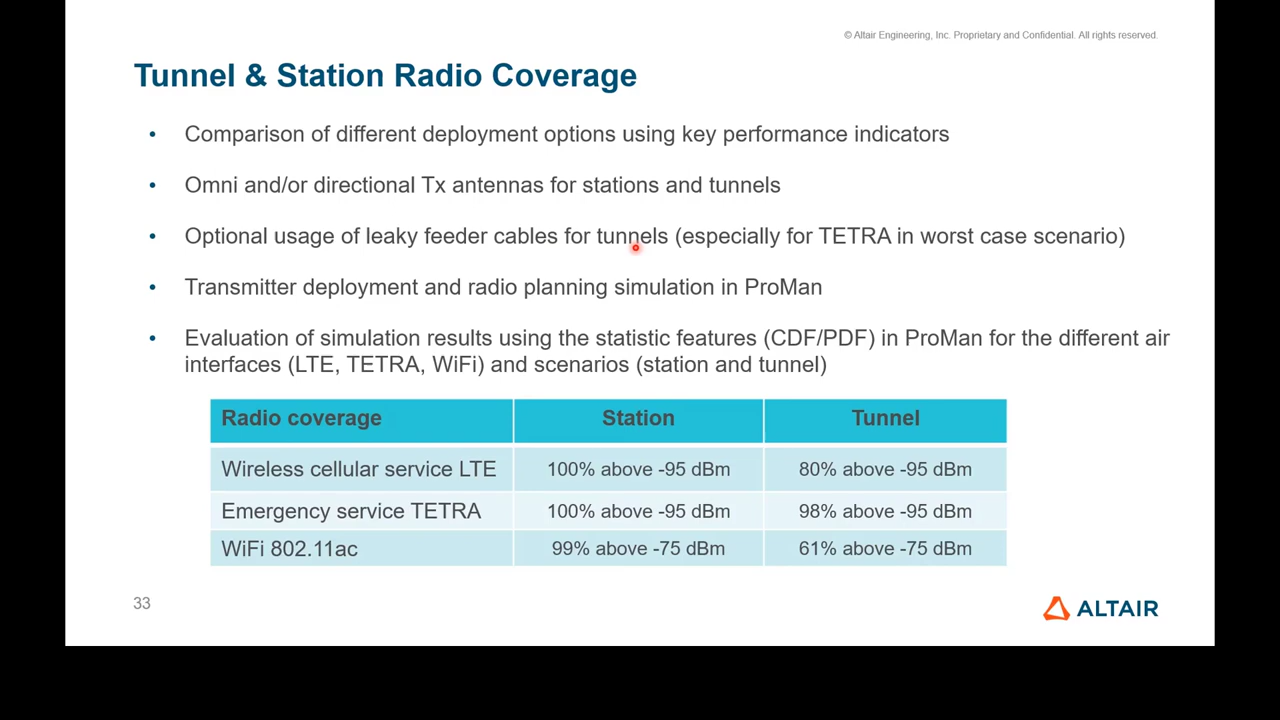 © Altair Engineering, Inc. Proprietary and Confidential. All rights reserved.
Tunnel & Station Radio Coverage
• Comparison of different deployment options using key performance indicators
• Omni and/or directional Tx antennas for stations and tunnels
• Optional usage of leaky feeder cables for tunnels (especially for TETRA in worst case scenario)
• Transmitter deployment and radio planning simulation in ProMan
• Evaluation of simulation results using the statistic features (CDF/PDF) in ProMan for the different air
interfaces (LTE, TETRA, WiFi) and scenarios (station and tunnel)
Radio coverage Station Tunnel
Wireless cellular service LTE 100% above -95 dBm 80% above -95 dBm
Emergency service TETRA 100% above -95 dBm 98% above -95 dBm
WiFi 802.11ac 99% above -75 dBm 61% above -75 dBm
33
ALTAIR